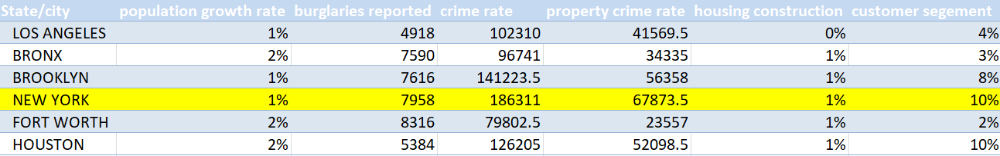 State/city population growth rate burglaries reported crime rate property crime rate housing construction customer segement
LOS ANGELES 1% 4918 102310 41569.5 0% 4%
BRONX 2% 7590 96741 34335 1% 3%
BROOKLYN 1% 7616 141223.5 56358 1% 8%
NEW YORK 1% 7958 186311 67873.5 1% 10%
FORT WORTH 2% 8316 79802.5 23557 1% 2%
HOUSTON 2% 5384 126205 52098.5 1% 10%